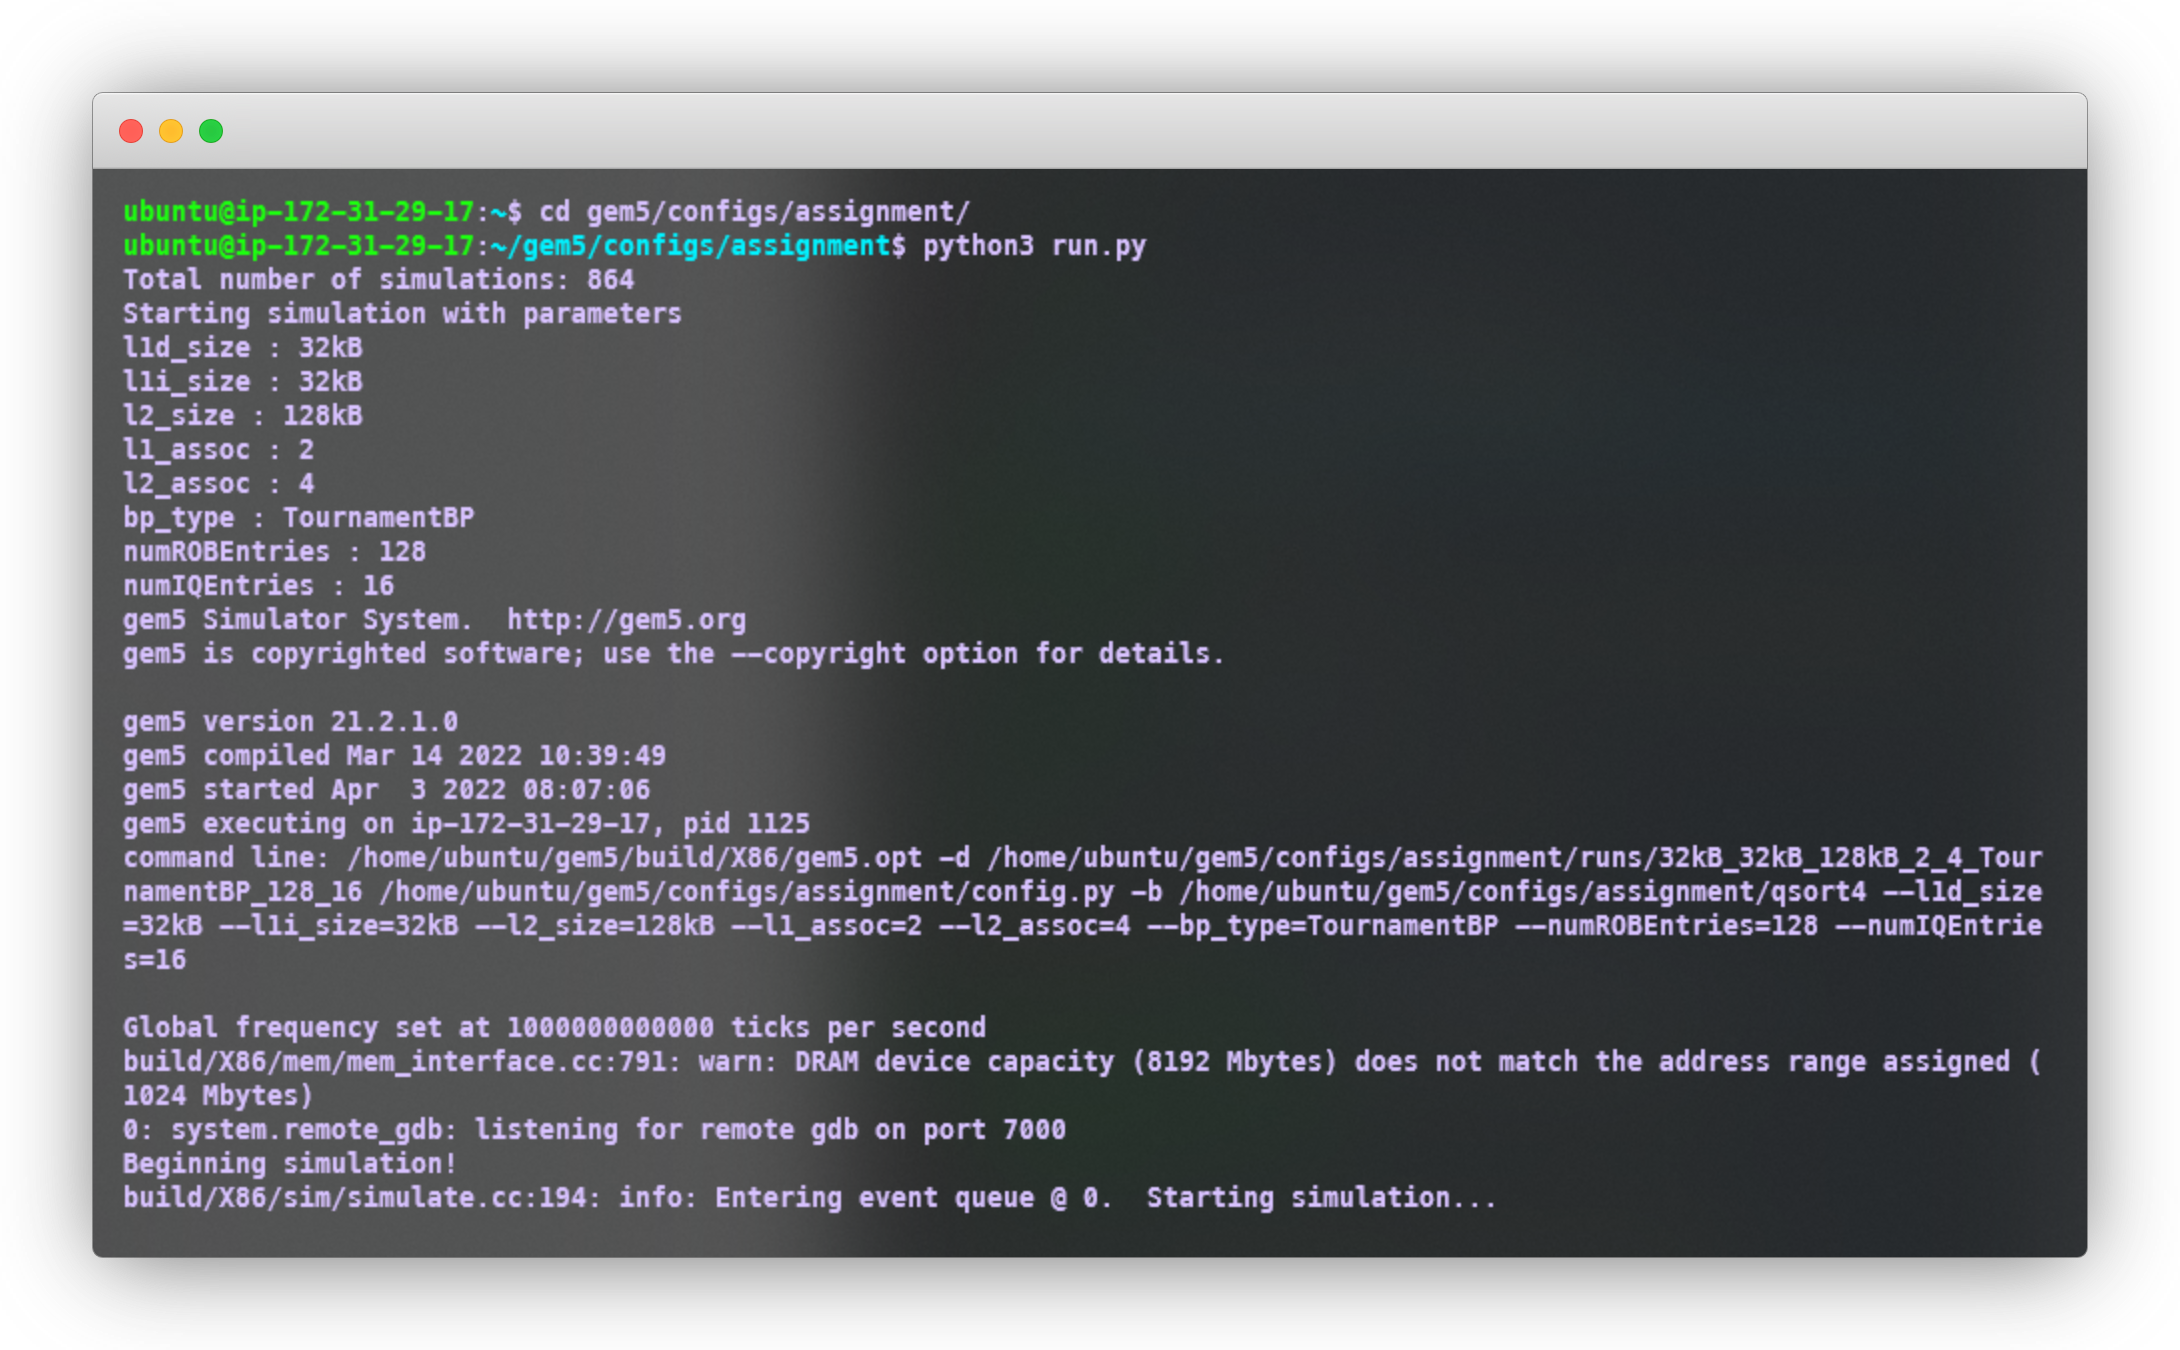 ubuntu@ip-172-31-29-17:~$ cd gem5/configs/assignment/
ubuntu@ip-172-31-29-17:~/gem5/configs/assignment$ python3 run.py
Total number of simulations: 864
Starting simulation with parameters
l1d_size : 32kB
l1i_size : 32kB
l2_size : 128kB
l1_assoc : 2
l2_assoc : 4
bp_type : TournamentBP
numROBEntries : 128
numIQEntries : 16
gem5 Simulator System.  http://gem5.org
gem5 is copyrighted software; use the --copyright option for details.

gem5 version 21.2.1.0
gem5 compiled Mar 14 2022 10:39:49
gem5 started Apr  3 2022 08:07:06
gem5 executing on ip-172-31-29-17, pid 1125
command line: /home/ubuntu/gem5/build/X86/gem5.opt -d /home/ubuntu/gem5/configs/assignment/runs/32kB_32kB_128kB_2_4_Tour
namentBP_128_16 /home/ubuntu/gem5/configs/assignment/config.py -b /home/ubuntu/gem5/configs/assignment/qsort4 --l1d_size
=32kB --l1i_size=32kB --l2_size=128kB --l1_assoc=2 --l2_assoc=4 --bp_type=TournamentBP --numROBEntries=128 --numIQEntrie
s=16

Global frequency set at 1000000000000 ticks per second
build/X86/mem/mem_interface.cc:791: warn: DRAM device capacity (8192 Mbytes) does not match the address range assigned (
1024 Mbytes)
0: system.remote_gdb: listening for remote gdb on port 7000
Beginning simulation!
build/X86/sim/simulate.cc:194: info: Entering event queue @ 0.  Starting simulation...